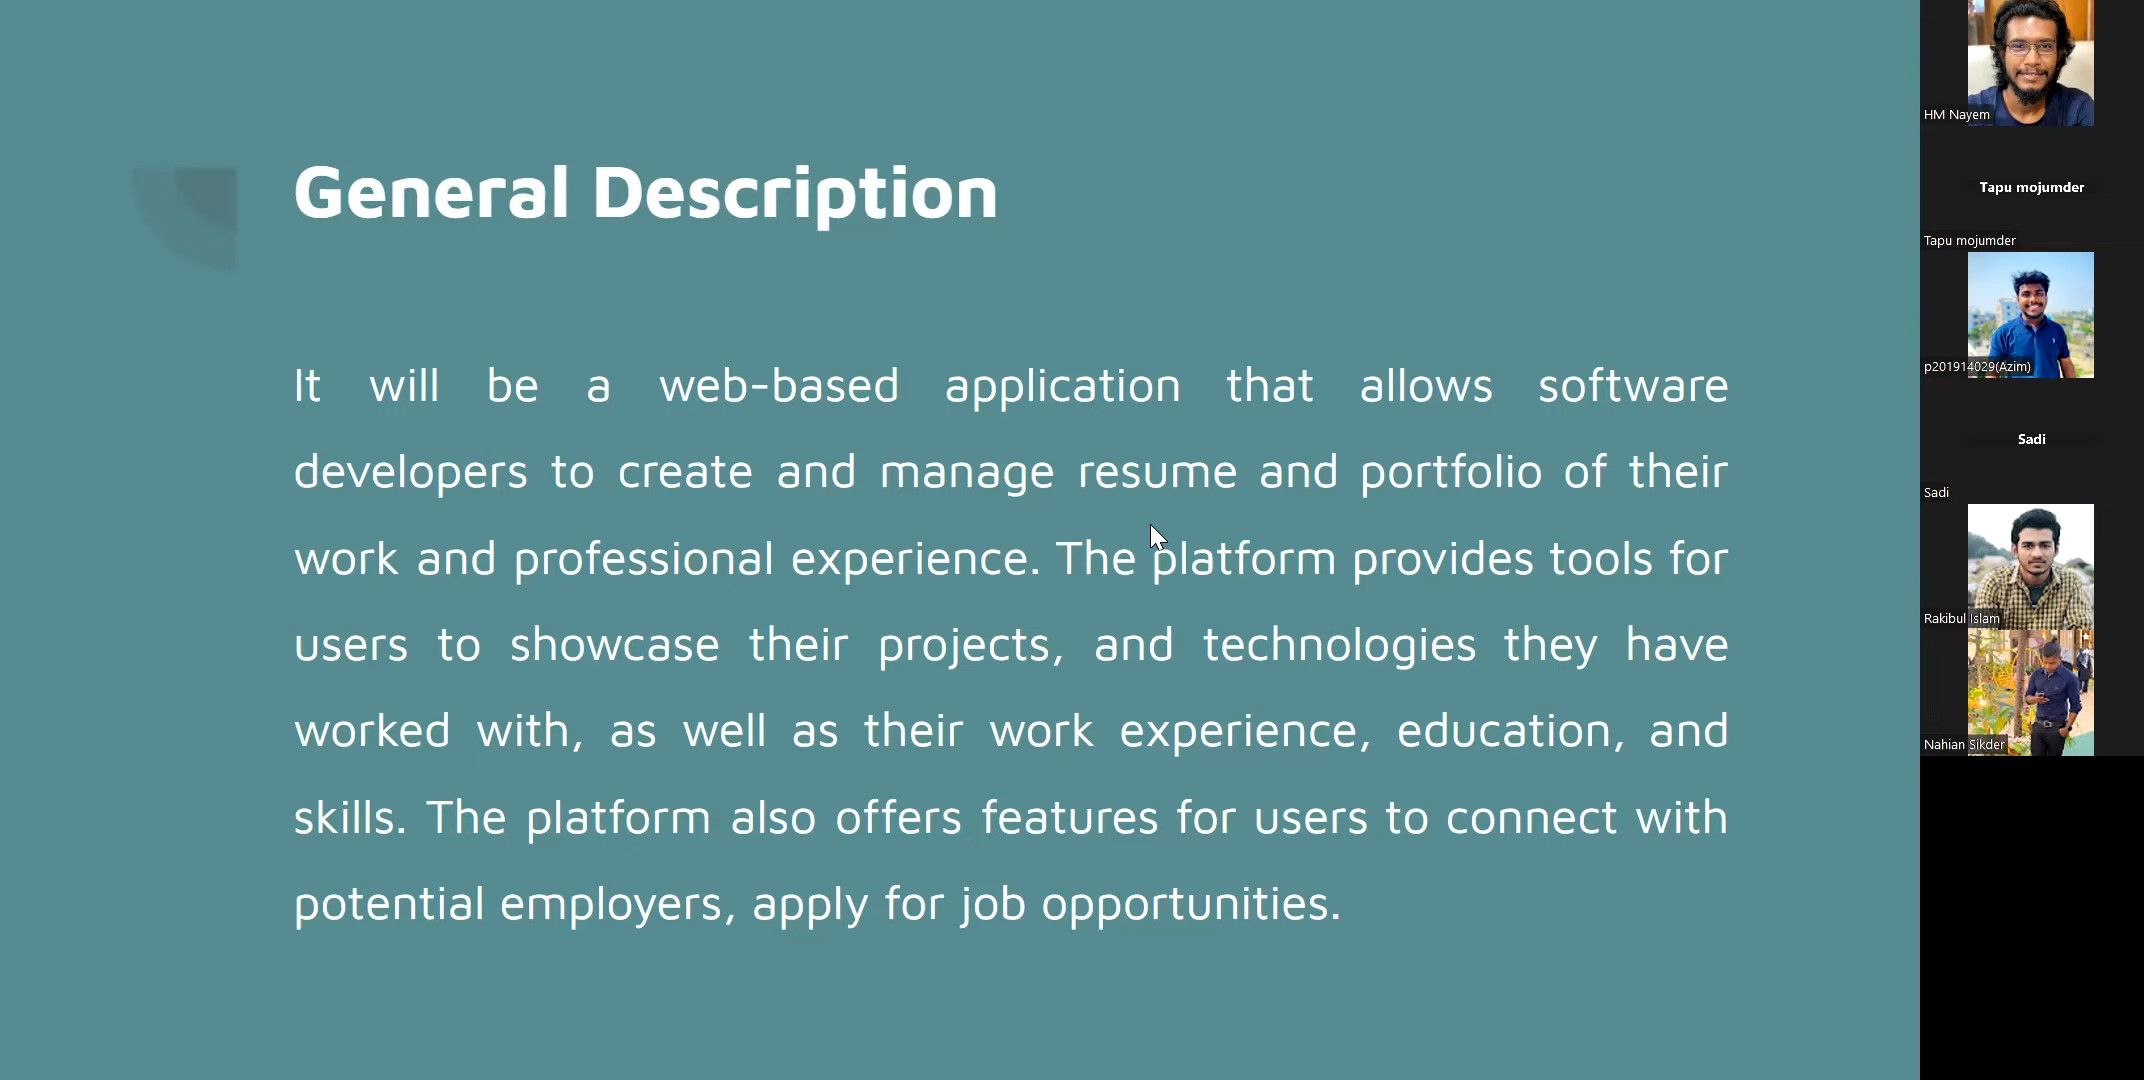 General Description
It will be a web-based application that allows software
developers to create and manage resume and portfolio of their
work and professional experience. The platform provides tools for
users to showcase their projects, and technologies they have
worked with, as well as their work experience, education, and
skills. The platform also offers features for users to connect with
potential employers, apply for job opportunities.
HM Nayem
Tapu mojumder
Tapu mojumder
p201914029(Azim)
Sadi
Sadi
Rakibul Islam
Nahian Sikder